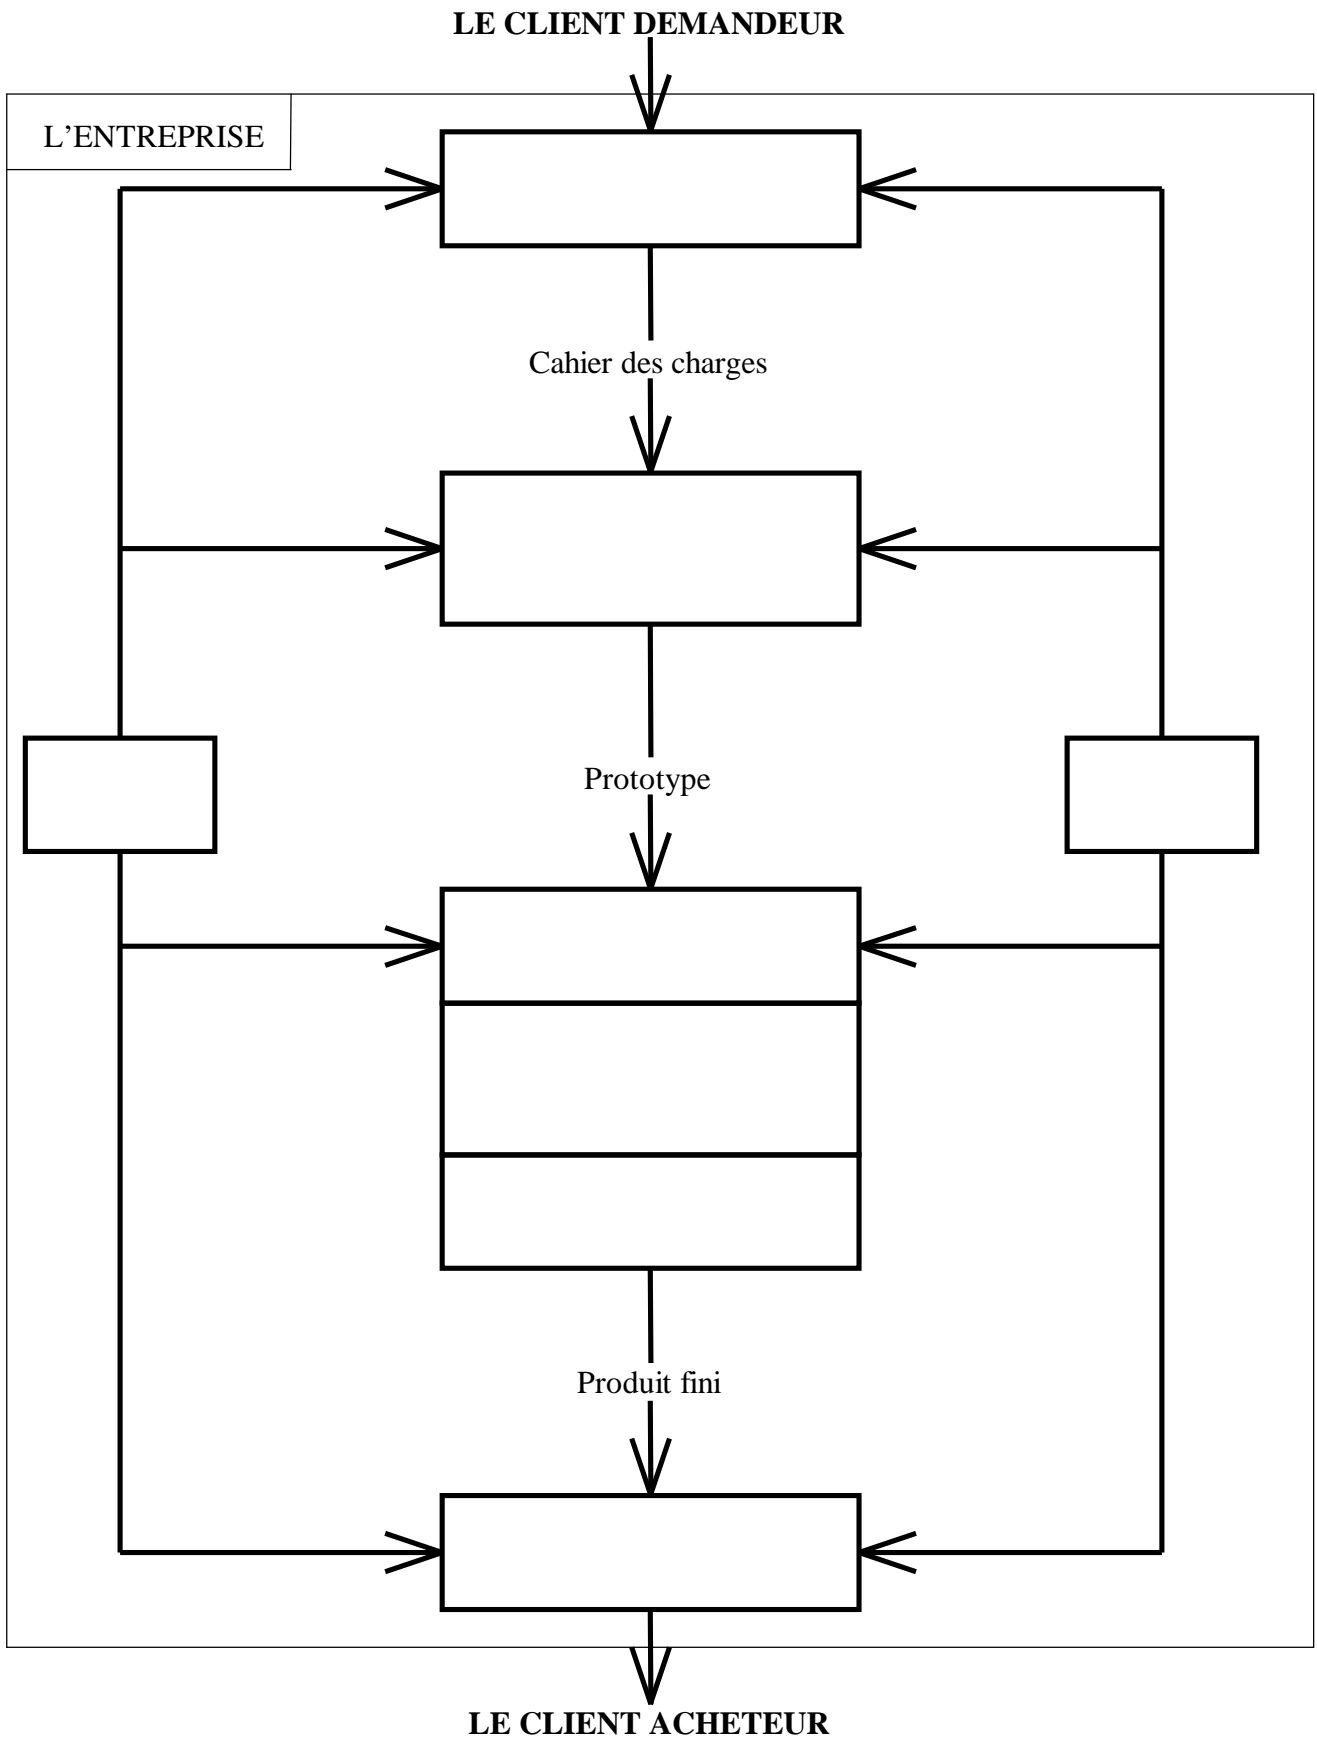 LE CLIENT DEMANDEUR
L'ENTREPRISE
Cahier des charges
Prototype
Produit fini
LE CLIENT ACHETEUR